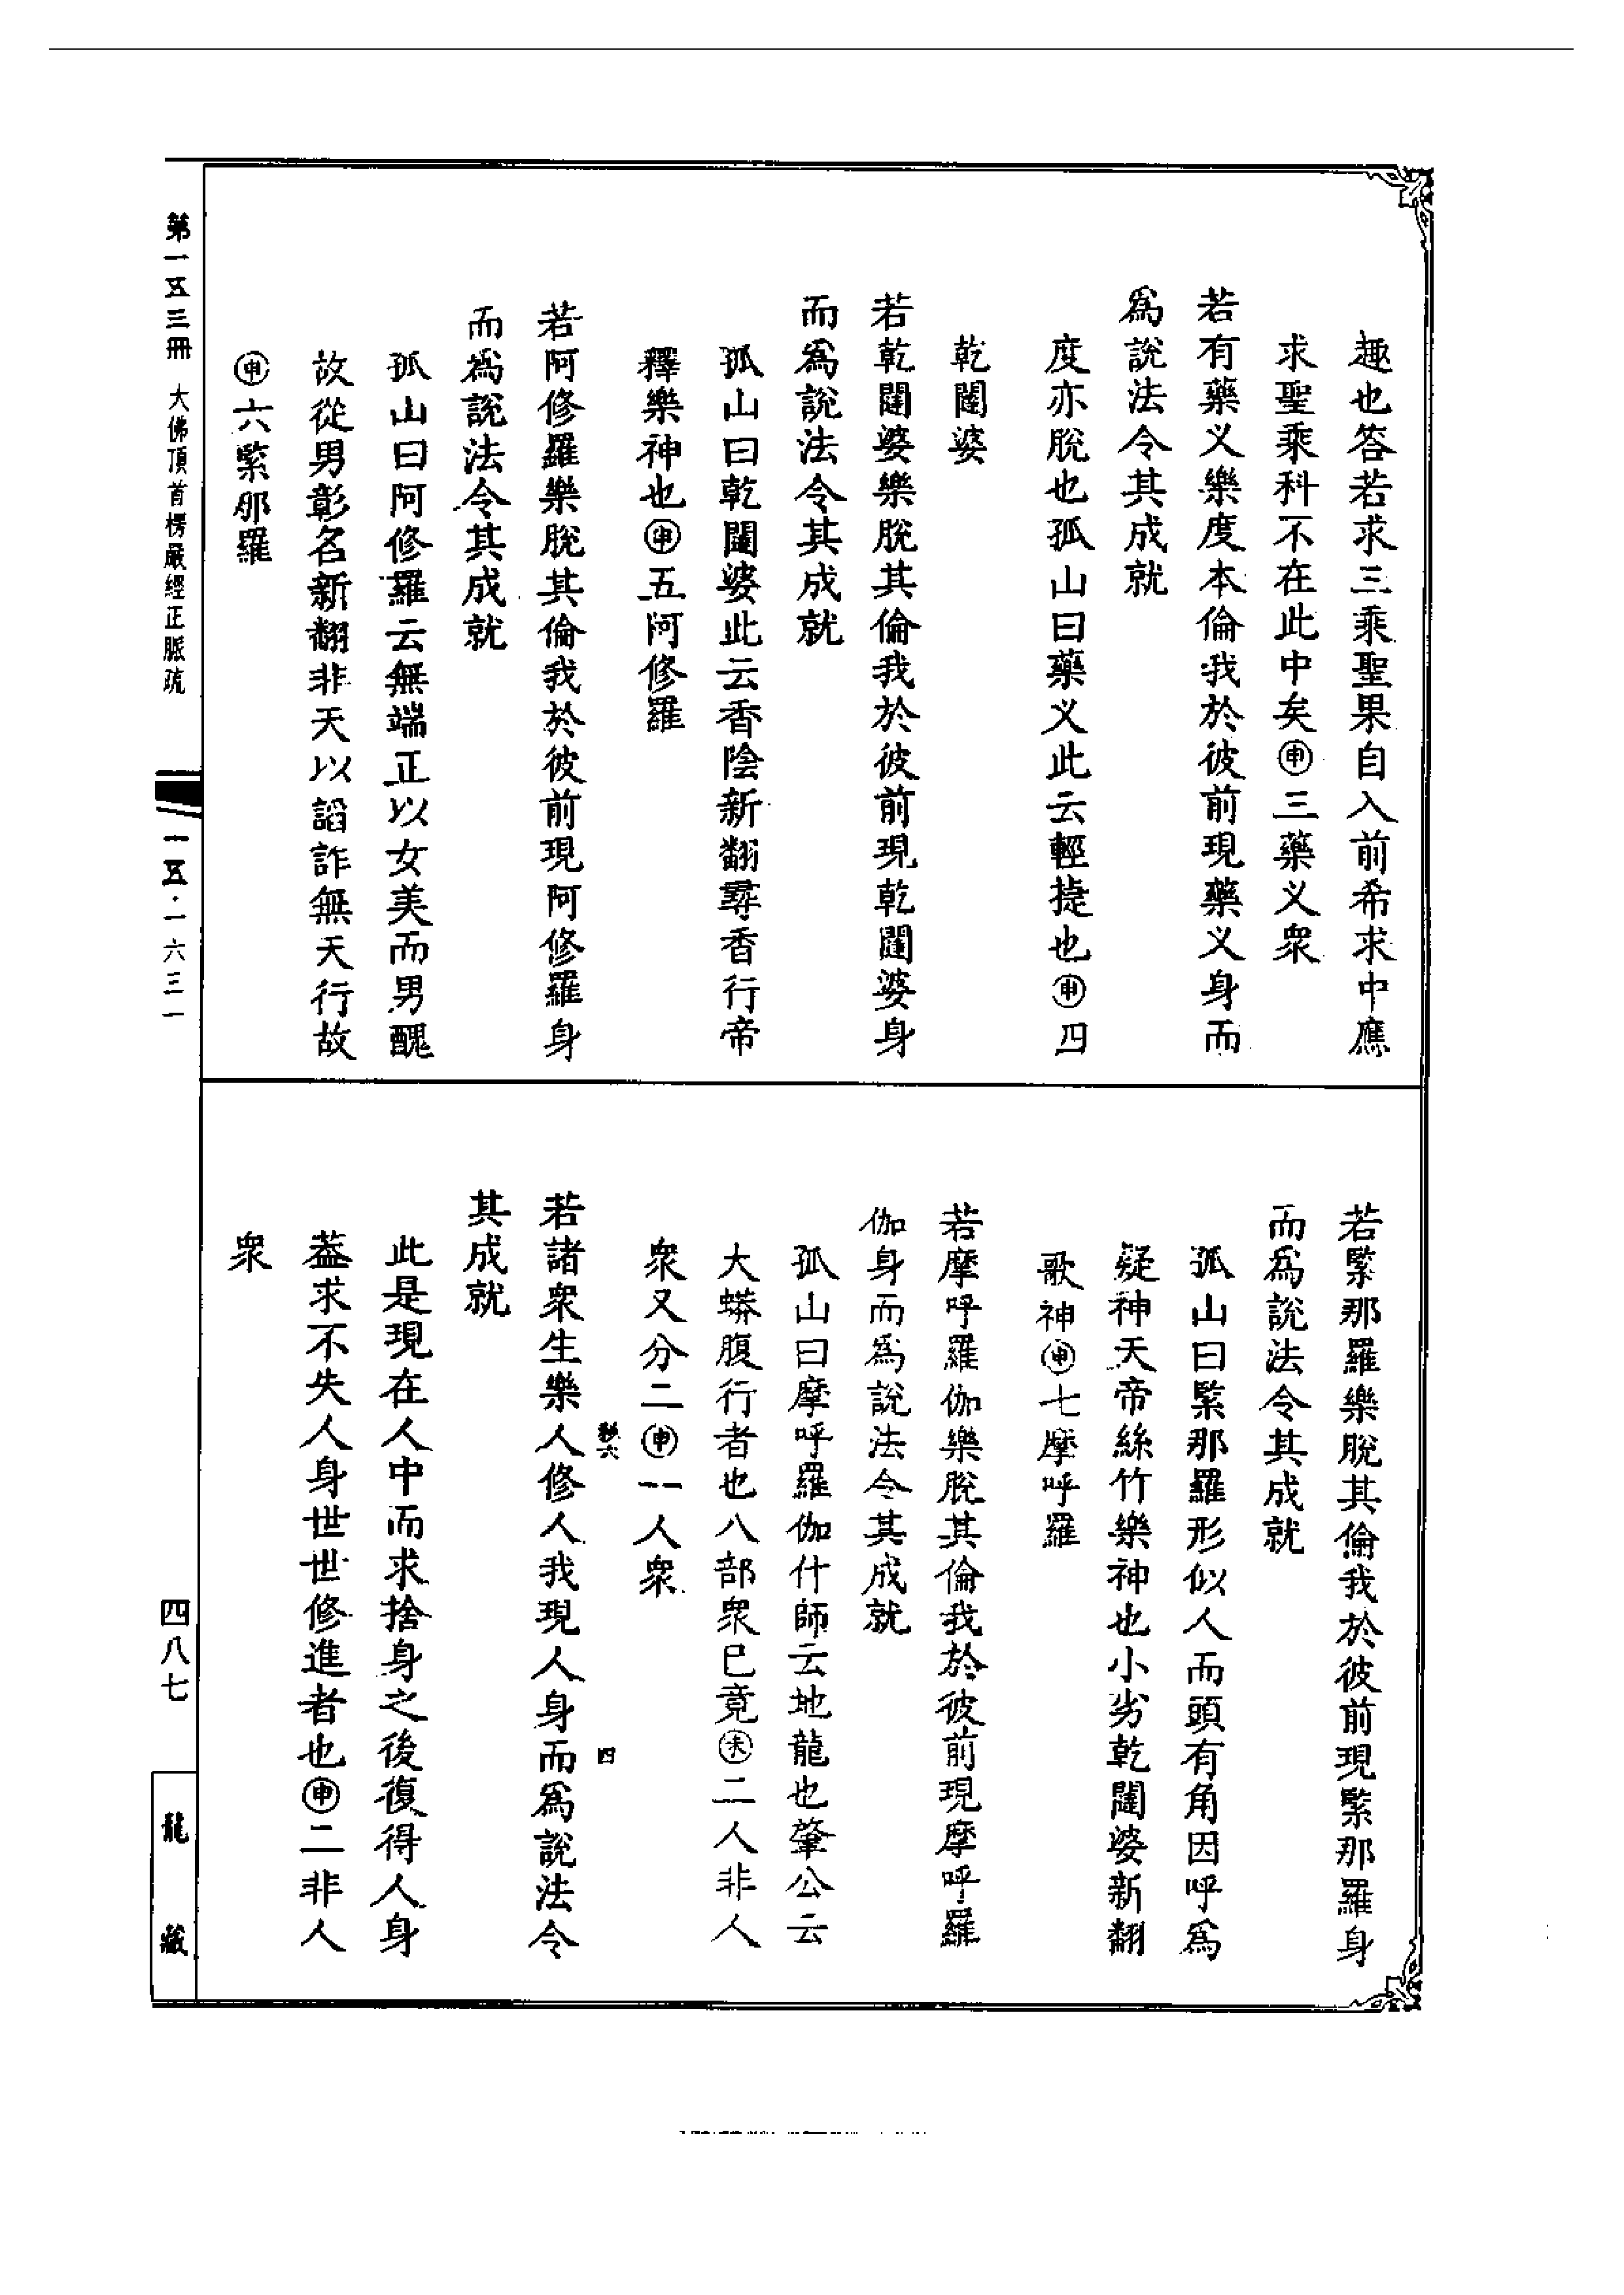 趣也答若求三乘聖果自入前希求中應
求聖乘科不在此中矣㊥三藥义衆
若有藥义樂度本倫我於彼前現藥义身而
為說法令其成就
度亦脫也孤山曰藥义此云輕捷也㊥四
乾闥婆
若乾闥婆樂脫其倫我於彼前現乾闥婆身
而為說法令其成就
孤山曰乾闥婆此云香陰新翻尋香行帝
釋樂神也㊥五阿修羅
若阿修羅樂脫其倫我於彼前現阿修羅身
而為說法令其成就
孤山曰阿修羅云無端正以女美而男醜
故從男彰名新翻非天以諂詐無天行故
㊥六緊那羅
若緊那羅樂脫其倫我於彼前現緊那羅身
而為說法令其成就
孤山曰緊那羅形似人而頭有角因呼為
疑神天帝絲竹樂神也小劣乾闥婆新翻
歌神㊥七摩呼羅
若摩呼羅伽樂脫其倫我於彼前現摩呼羅
伽身而為說法令其成就
孤山曰摩呼羅伽什師云地龍也肇公云
大蟒腹行者也八部衆已竟未二人非人
衆又分二㊥一人衆
四
若諸衆生樂人修人我現人身而為說法令
其成就
此是現在人中而求捨身之後復得人身
葢求不失人身世世修進者也㊥二非人
衆
第一五三冊 大佛頂首楞嚴經正脈疏
一五·一六三一
四八七
龍藏